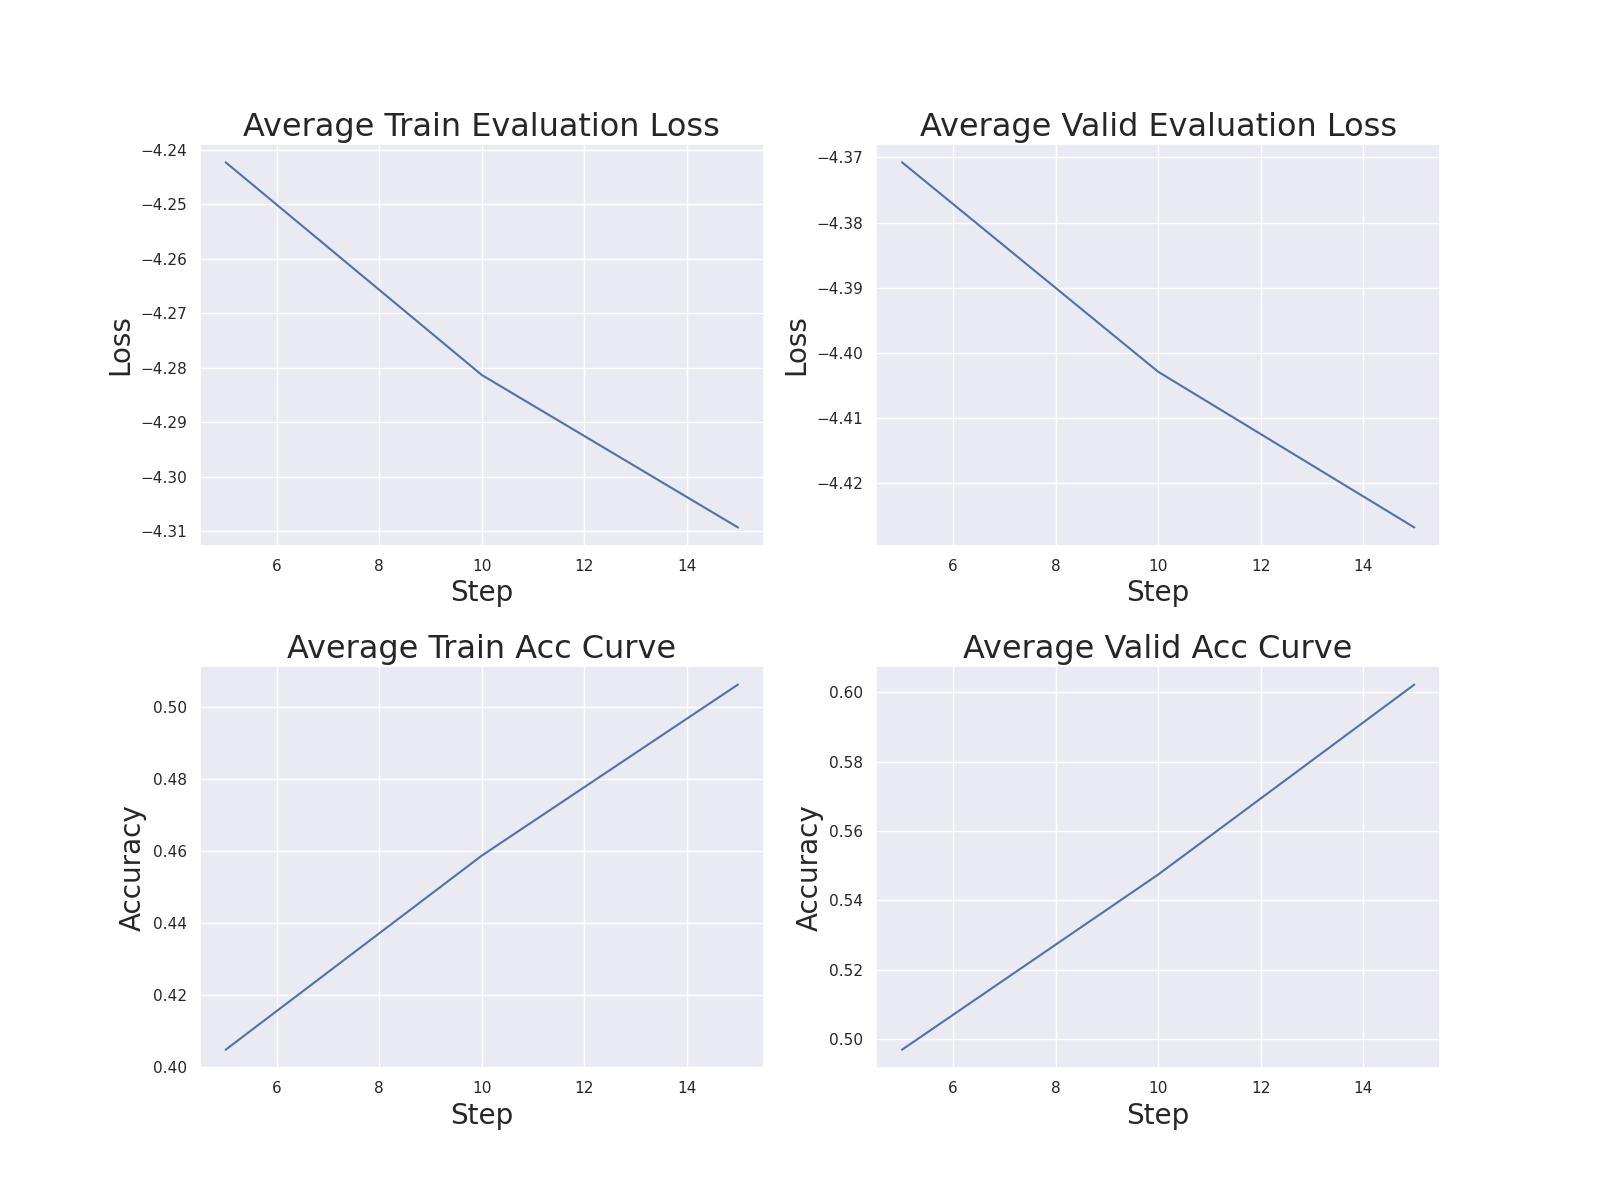 Average Train Evaluation Loss
−4.24
−4.25
−4.26
−4.27
−4.28
−4.29
−4.30
−4.31
Loss
6 8 10 12 14
Step
Average Valid Evaluation Loss
−4.37
−4.38
−4.39
−4.40
−4.41
−4.42
Loss
6 8 10 12 14
Step
Average Train Acc Curve
0.50
0.48
0.46
0.44
0.42
0.40
Accuracy
6 8 10 12 14
Step
Average Valid Acc Curve
0.60
0.58
0.56
0.54
0.52
0.50
Accuracy
6 8 10 12 14
Step